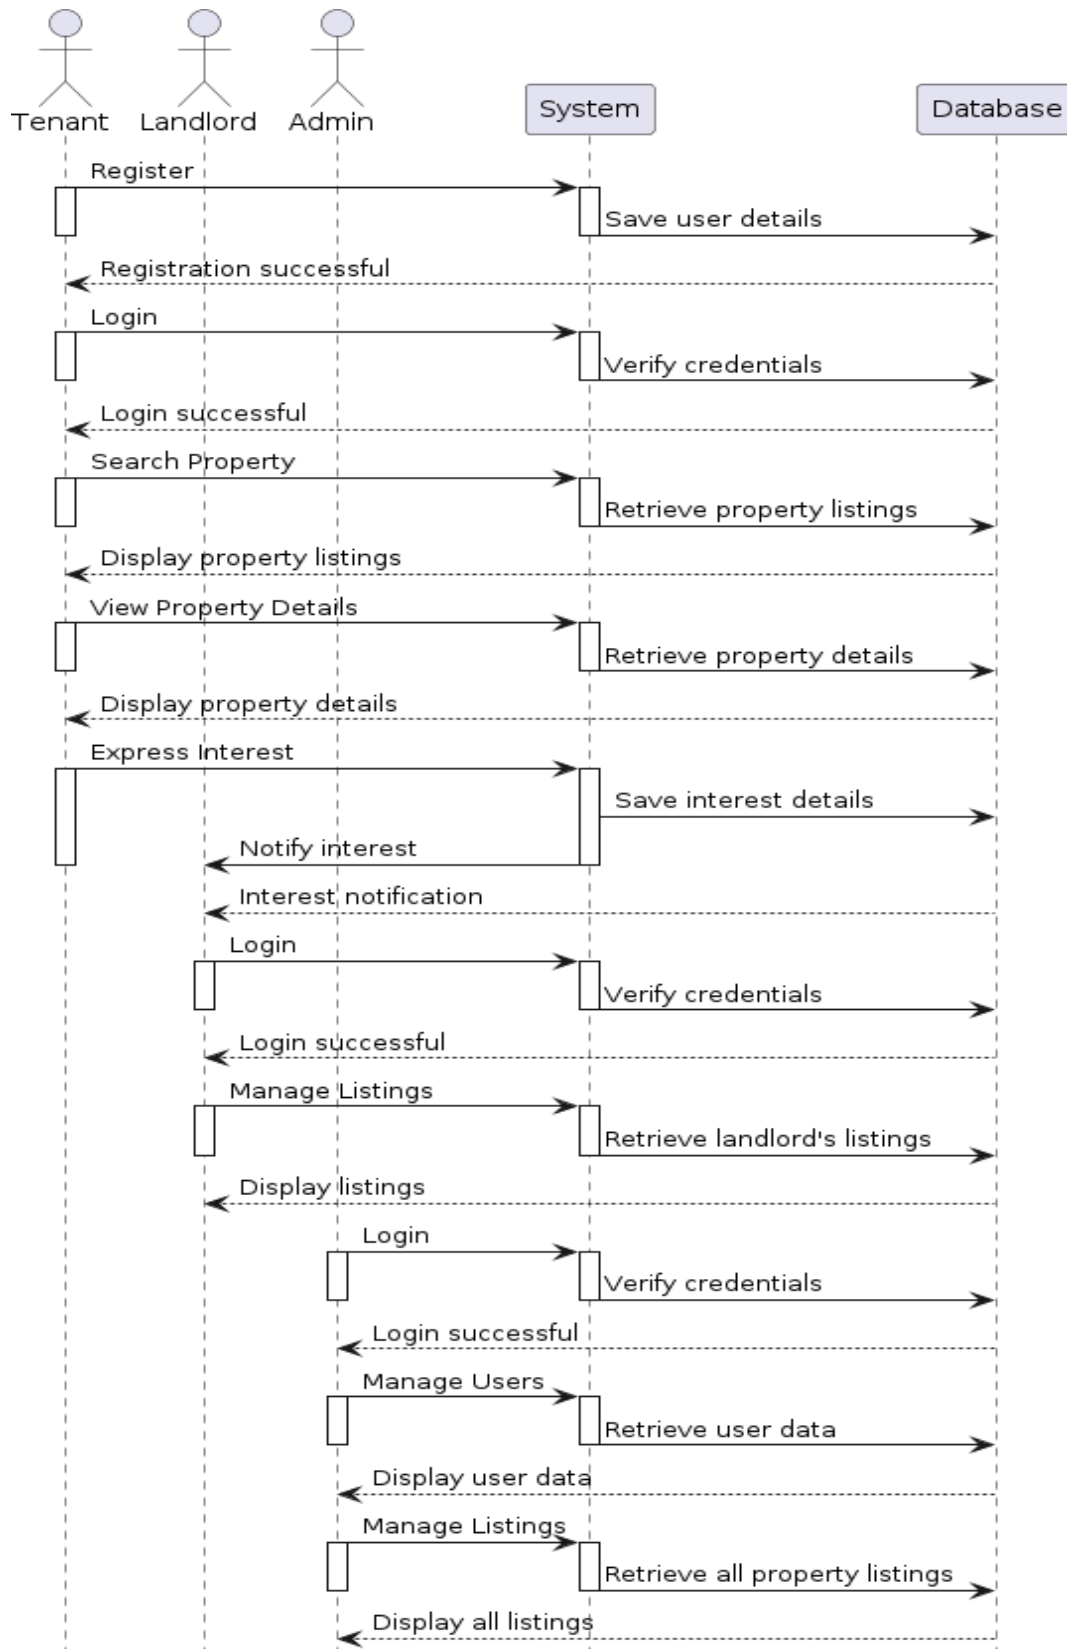 Tenant Landlord Admin System Database
Register
Save user details
Registration successful
Login
Verify credentials
Login successful
Search Property
Retrieve property listings
Display property listings
View Property Details
Retrieve property details
Display property details
Express Interest
Save interest details
Notify interest
Interest notification
Login
Verify credentials
Login successful
Manage Listings
Retrieve landlord's listings
Display listings
Login
Verify credentials
Login successful
Manage Users
Retrieve user data
Display user data
Manage Listings
Retrieve all property listings
Display all listings